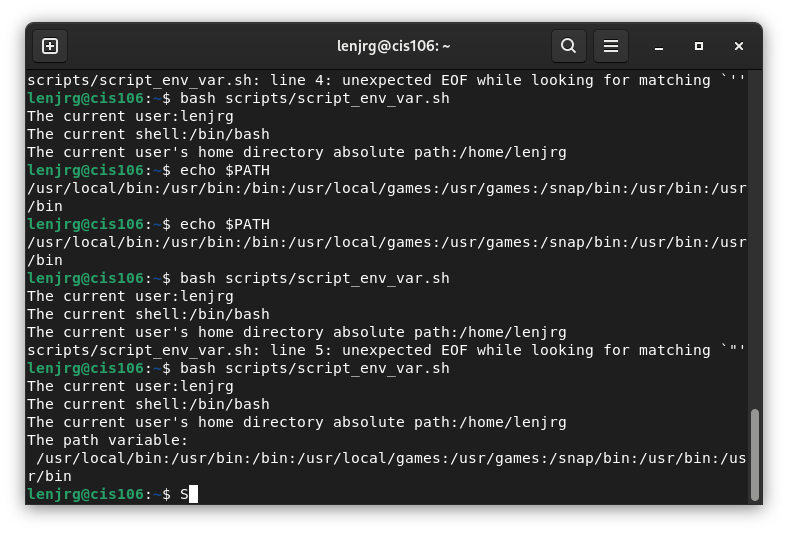 lenjrg@cis106: ~
scripts/script_env_var.sh: line 4: unexpected EOF while looking for matching `''
lenjrg@cis106:~$ bash scripts/script_env_var.sh
The current user:lenjrg
The current shell:/bin/bash
The current user's home directory absolute path:/home/lenjrg
lenjrg@cis106:~$ echo $PATH
/usr/local/bin:/usr/bin:/bin:/usr/local/games:/usr/games:/snap/bin:/usr/bin:/usr
/bin
lenjrg@cis106:~$ echo $PATH
/usr/local/bin:/usr/bin:/bin:/usr/local/games:/usr/games:/snap/bin:/usr/bin:/usr
/bin
lenjrg@cis106:~$ bash scripts/script_env_var.sh
The current user:lenjrg
The current shell:/bin/bash
The current user's home directory absolute path:/home/lenjrg
scripts/script_env_var.sh: line 5: unexpected EOF while looking for matching `"'
lenjrg@cis106:~$ bash scripts/script_env_var.sh
The current user:lenjrg
The current shell:/bin/bash
The current user's home directory absolute path:/home/lenjrg
The path variable:
 /usr/local/bin:/usr/bin:/bin:/usr/local/games:/usr/games:/snap/bin:/usr/bin:/us
r/bin
lenjrg@cis106:~$ S